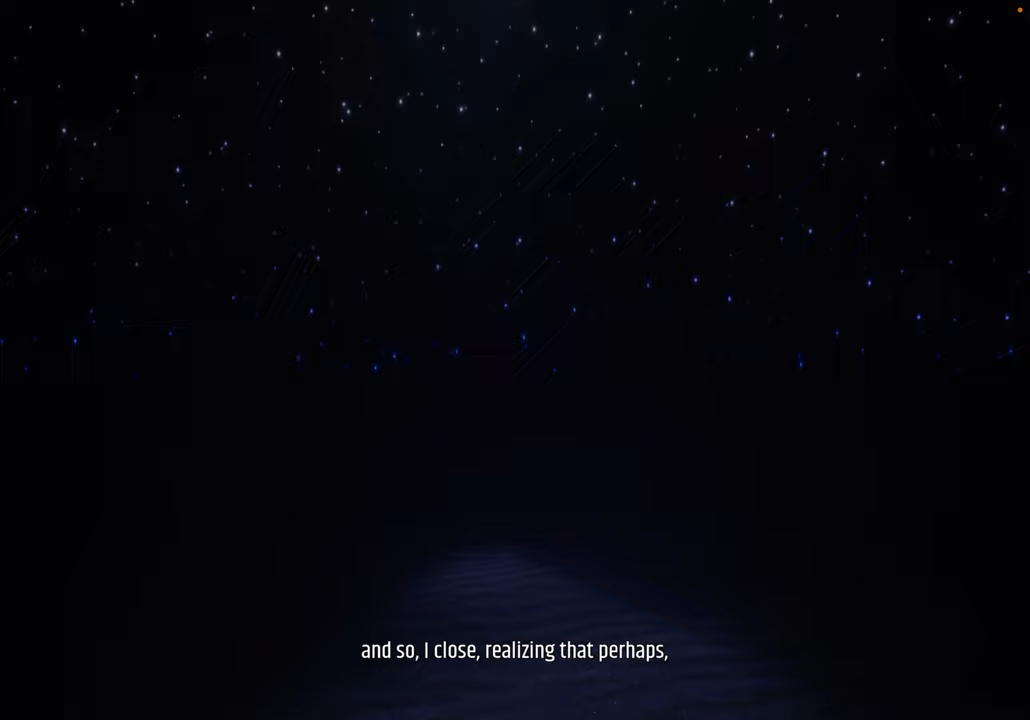 and so, I close, realizing that perhaps,